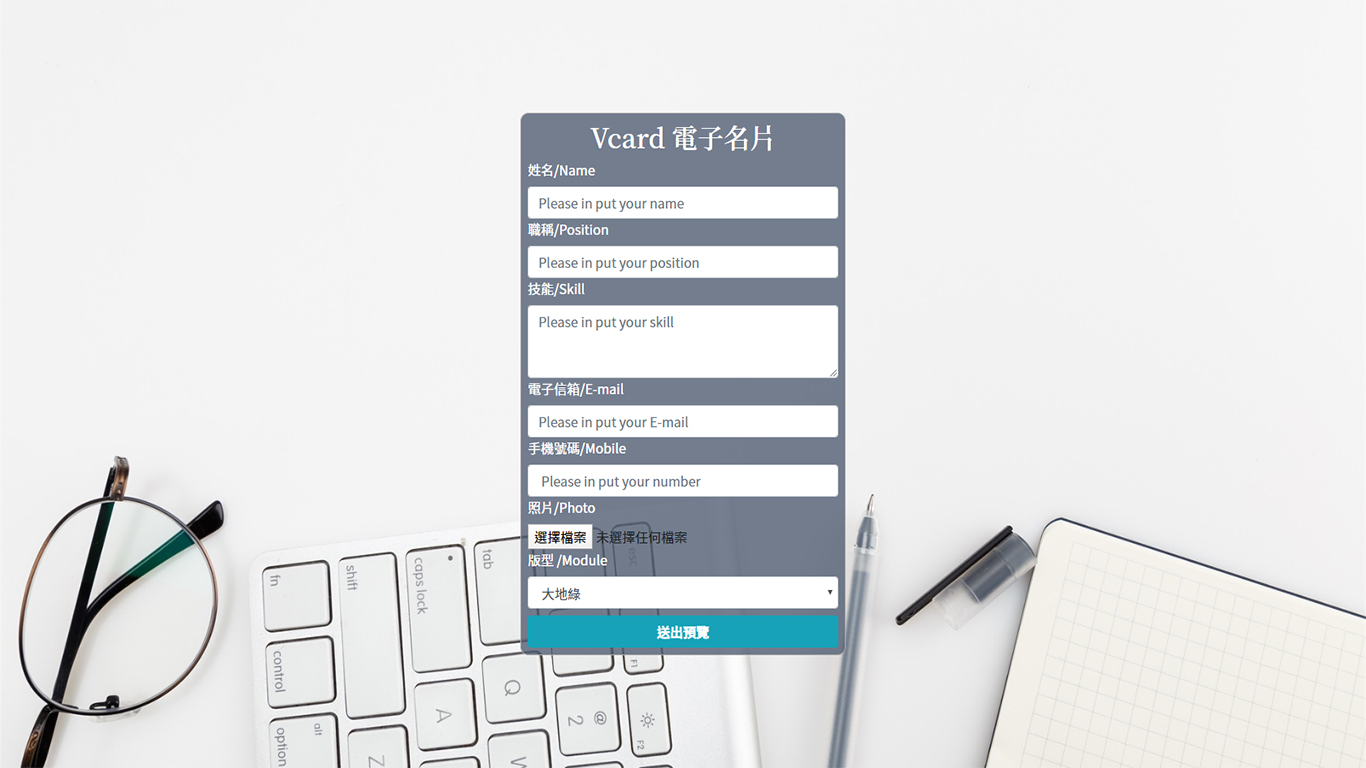 Vcard 電子名片
姓名/Name
Please in put your name
職稱/Position
Please in put your position
技能/Skill
Please in put your skill
電子信箱/E-mail
Please in put your E-mail
手機號碼/Mobile
Please in put your number
照片/Photo
選擇檔案 未選擇任何檔案
版型 /Module
大地綠
送出預覽
fn
shift
caps lock
tab
esc
control
Q
F1
A
2 @
F2
alt
option
Z
W